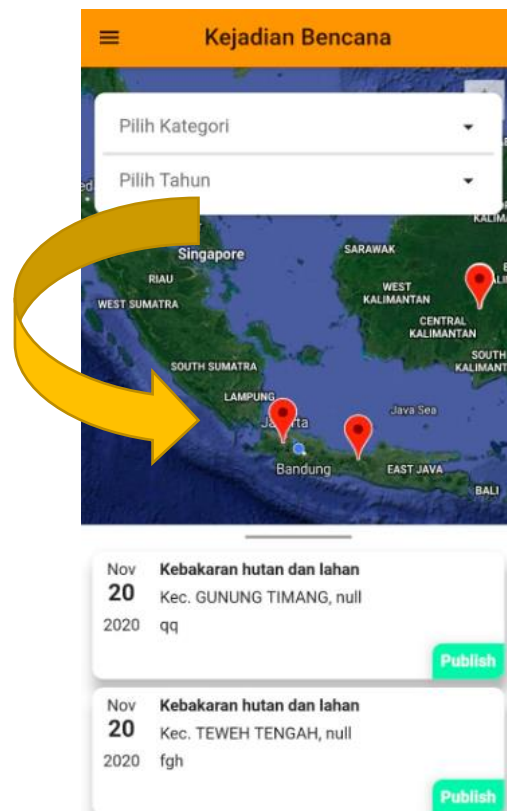 Kejadian Bencana
Pilih Kategori
Pilih Tahun
Singapore
SARAWAK
RIAU
WEST
KALIMANTAN
WEST SUMATRA
CENTRAL
KALIMANTAN
SOUTH SUMATRA
SOUTH
LAMPUNG
Java Sea
Bandung
EAST JAVA
BALI
Nov
20
2020
Kebakaran hutan dan lahan
Kec. GUNUNG TIMANG, null
qq
Publish
Nov
20
2020
Kebakaran hutan dan lahan
Kec. TEWEH TENGAH, null
fgh
Publish